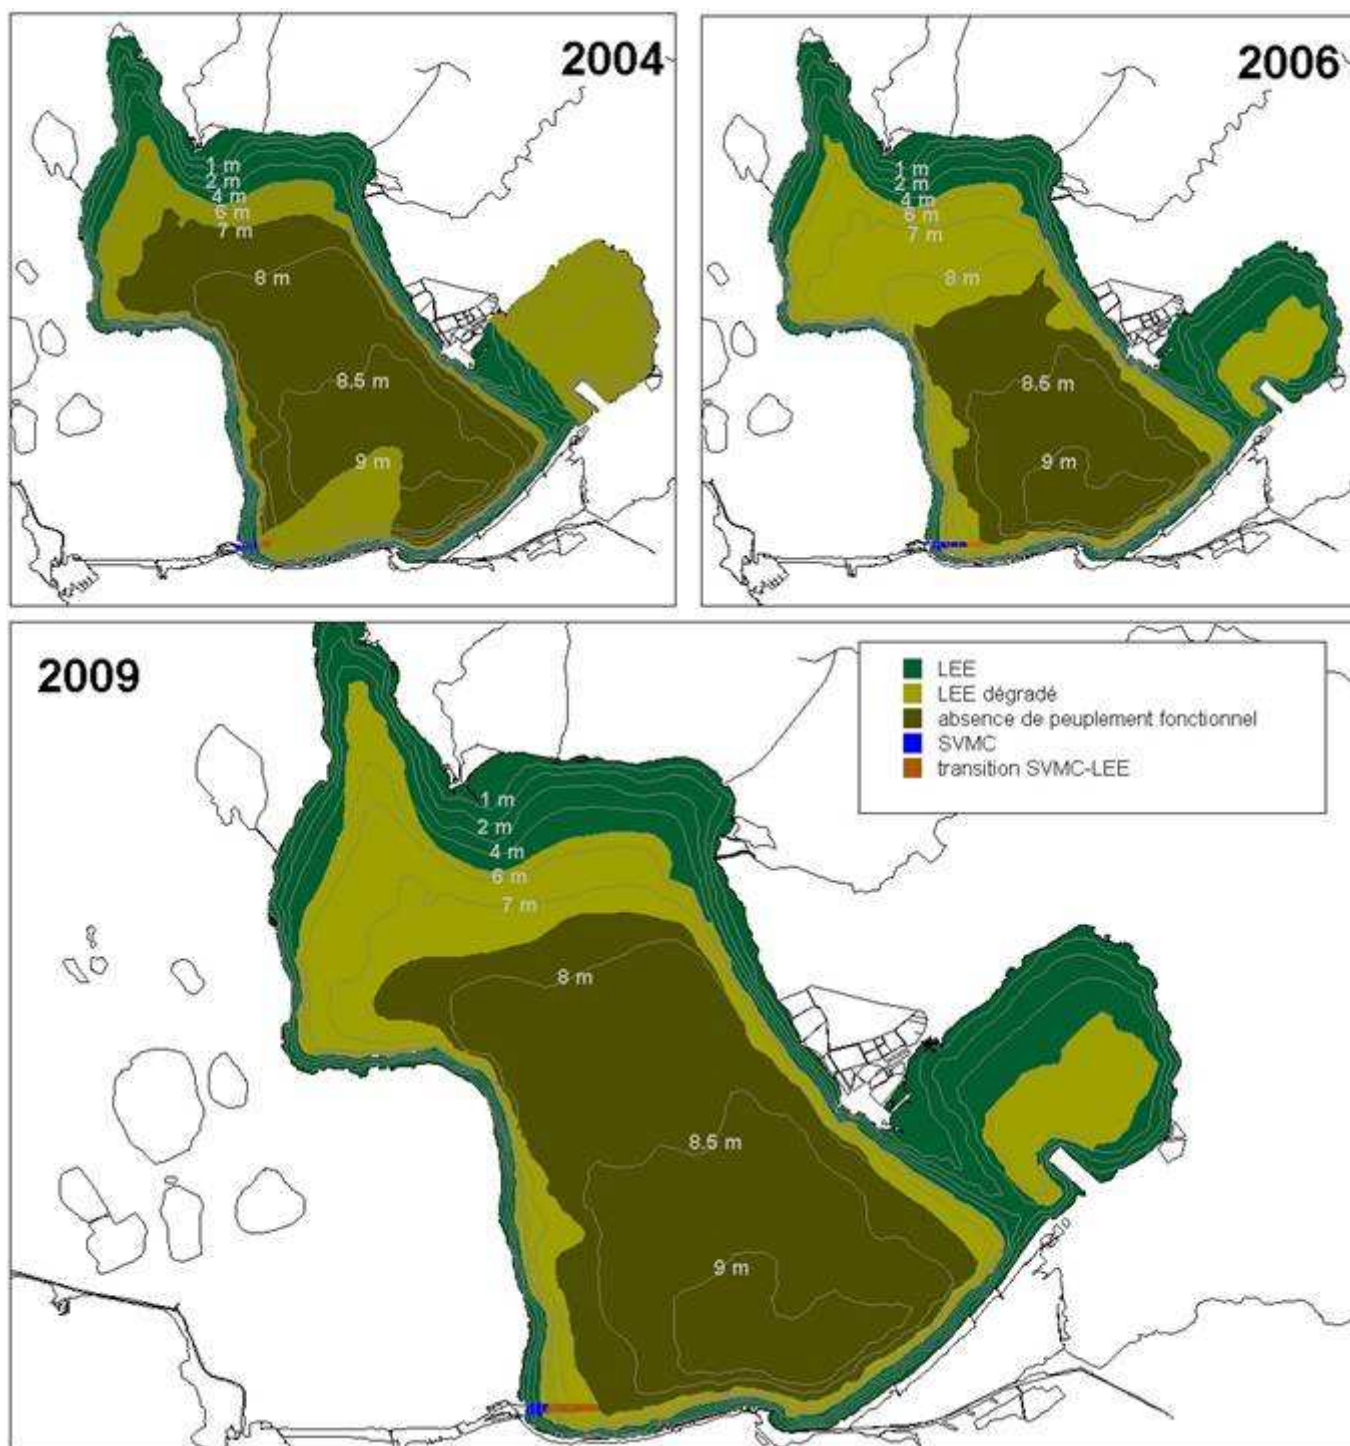 2004
1 m
2 m
4 m
6 m
7 m
8 m
8.5 m
9 m
2006
1 m
2 m
4 m
6 m
7 m
8 m
8.5 m
9 m
2009
LEE
LEE dégradé
absence de peuplement fonctionnel
SVMC
transition SVMC-LEE
1 m
2 m
4 m
6 m
7 m
8 m
8.5 m
9 m